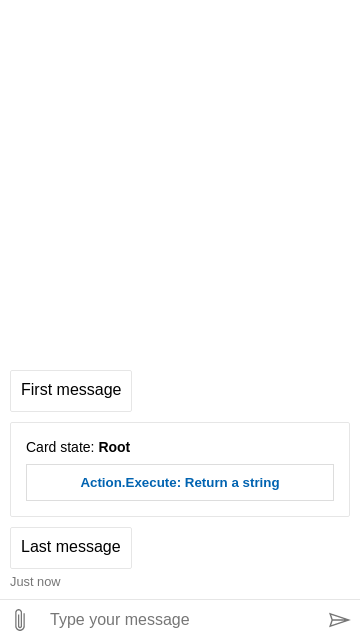 First message
Card state: Root
Action.Execute: Return a string
Last message
Just now
Type your message